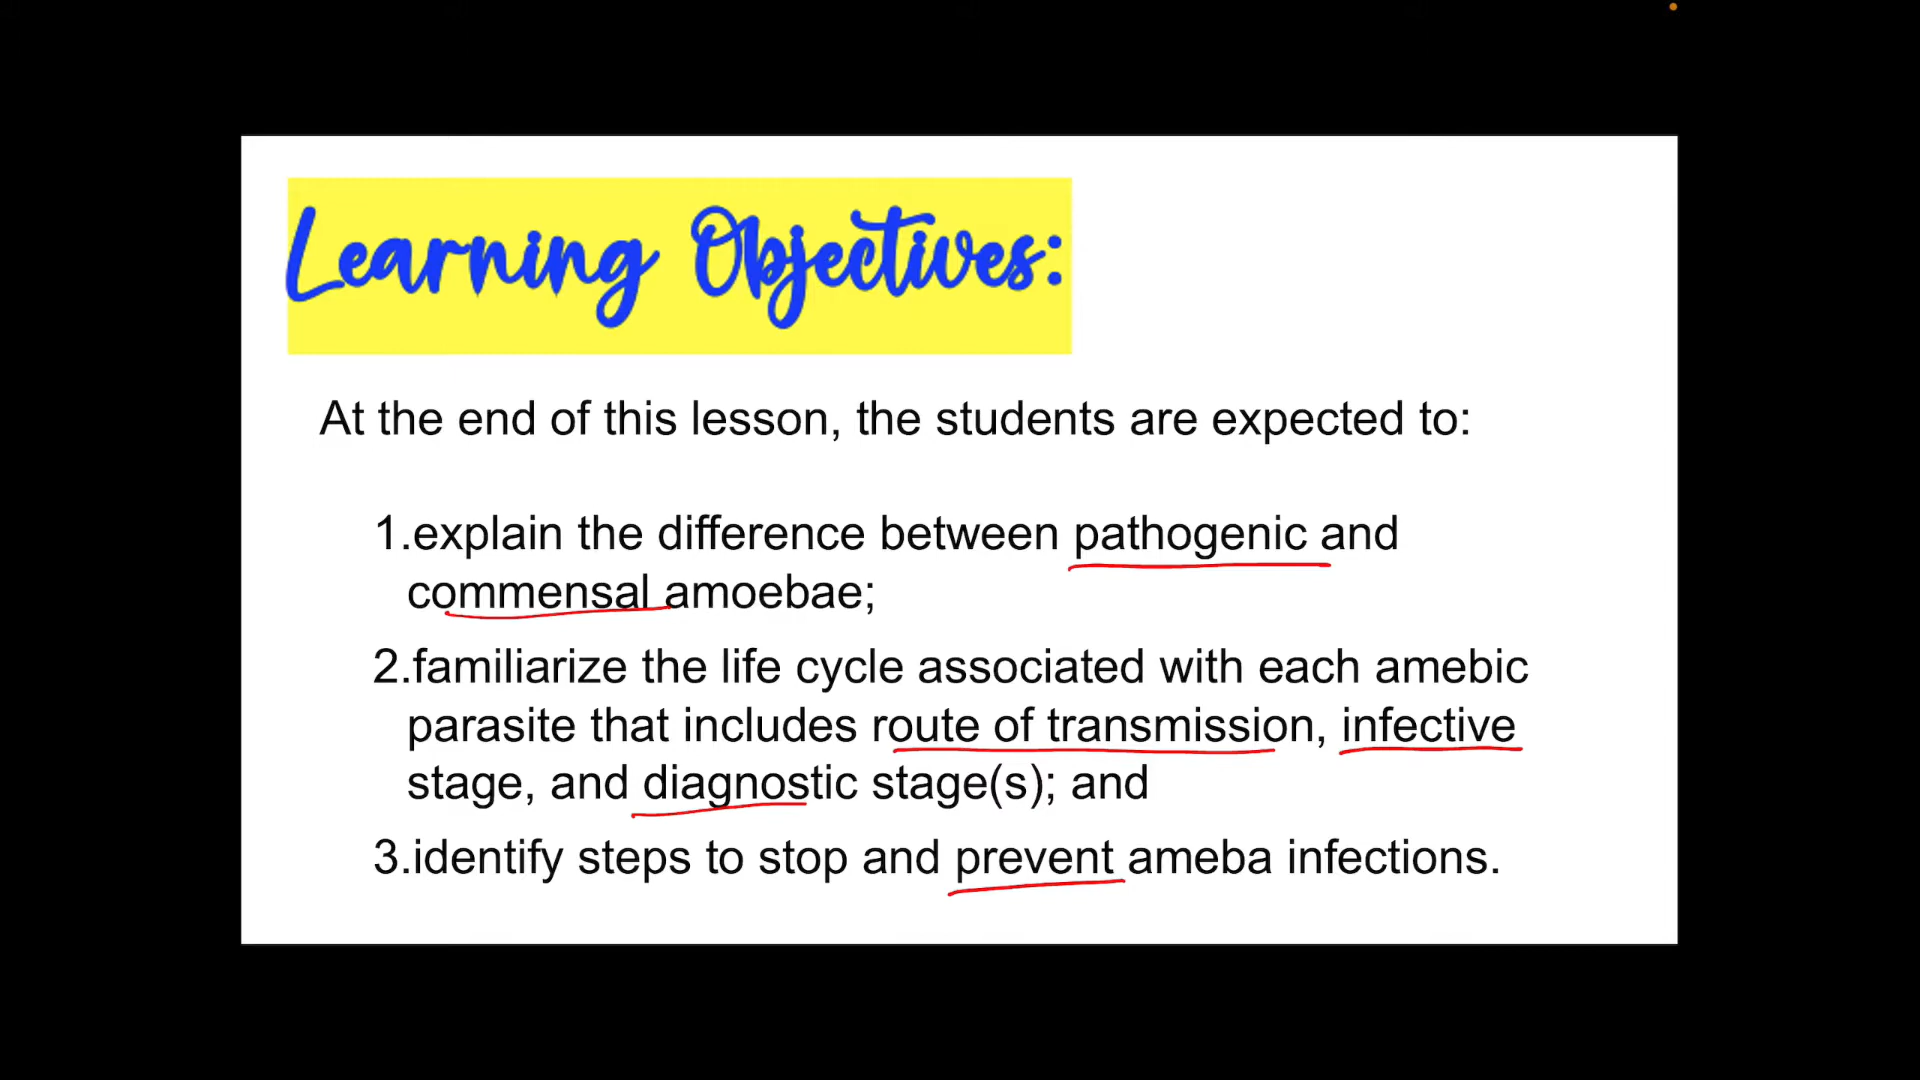 Learning Objectives:
At the end of this lesson, the students are expected to:
1.explain the difference between pathogenic and
commensal amoebae;
2.familiarize the life cycle associated with each amebic
parasite that includes route of transmission, infective
stage, and diagnostic stage(s); and
3.identify steps to stop and prevent ameba infections.